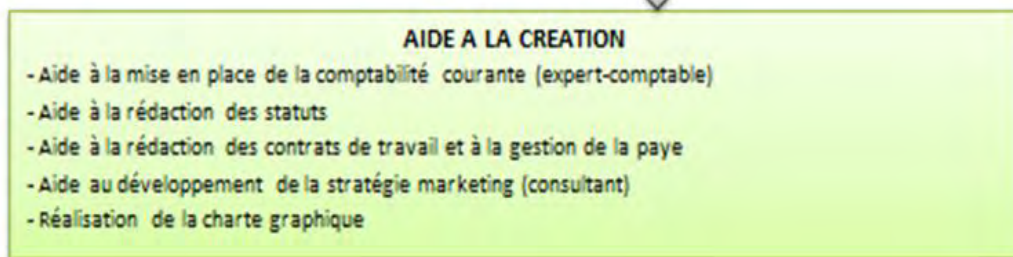 AIDE A LA CREATION
- Aide à la mise en place de la comptabilité courante (expert-comptable)
- Aide à la rédaction des statuts
- Aide à la rédaction des contrats de travail et à la gestion de la paye
- Aide au développement de la stratégie marketing (consultant)
- Réalisation de la charte graphique